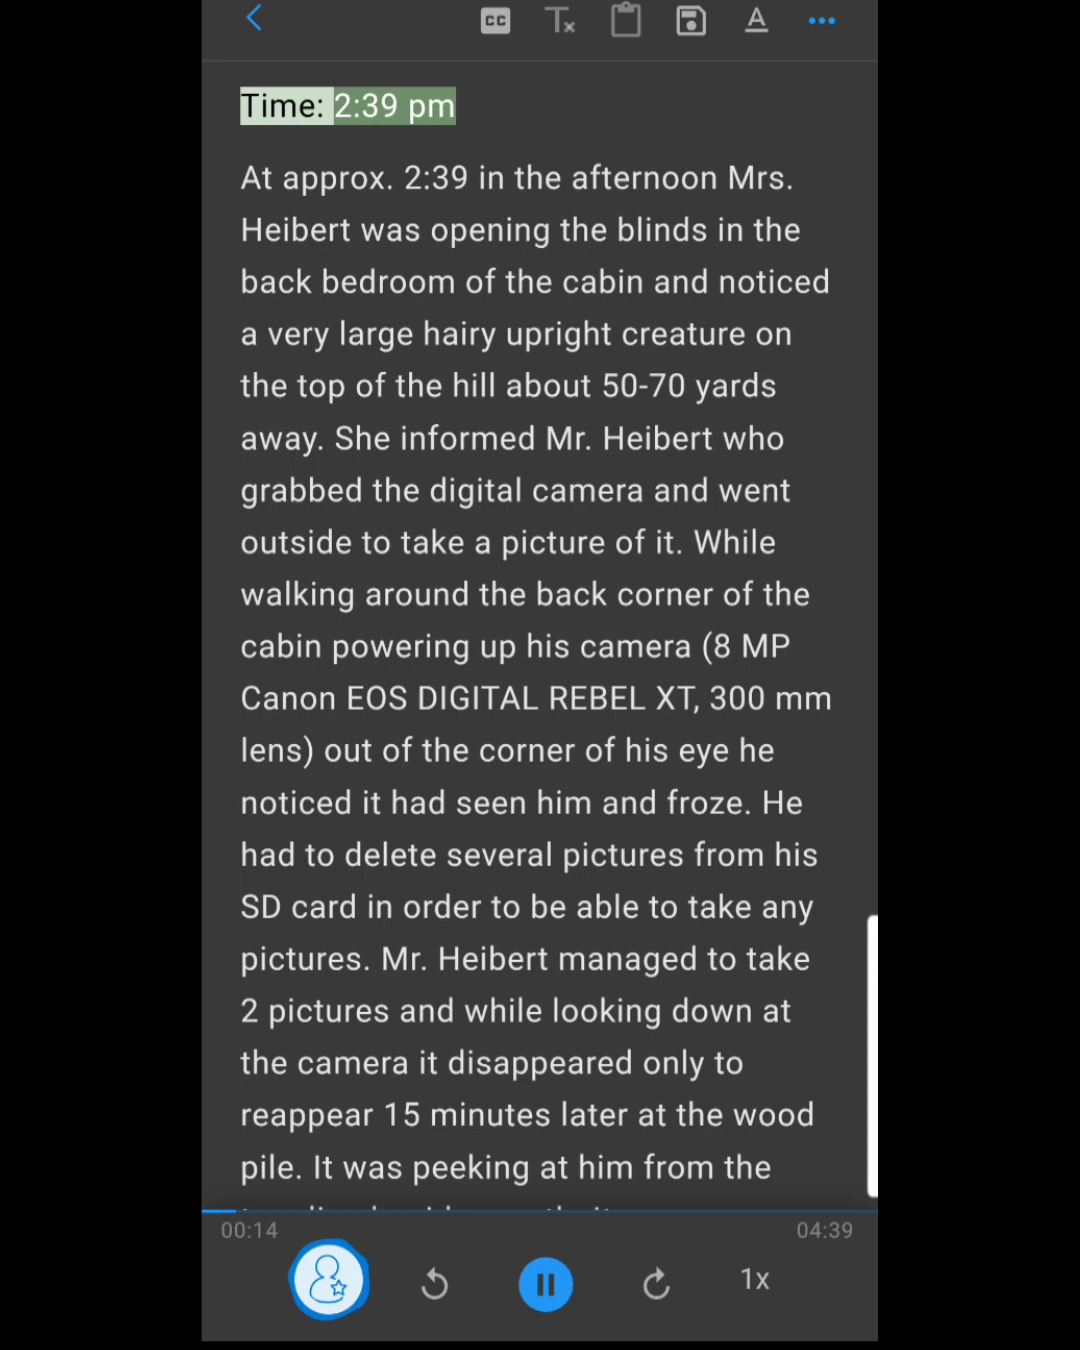 CC
Tx
A
Time: 2:39 pm
At approx. 2:39 in the afternoon Mrs.
Heibert was opening the blinds in the
back bedroom of the cabin and noticed
a very large hairy upright creature on
the top of the hill about 50-70 yards
away. She informed Mr. Heibert who
grabbed the digital camera and went
outside to take a picture of it. While
walking around the back corner of the
cabin powering up his camera (8 MP
Canon EOS DIGITAL REBEL XT, 300 mm
lens) out of the corner of his eye he
noticed it had seen him and froze. He
had to delete several pictures from his
SD card in order to be able to take any
pictures. Mr. Heibert managed to take
2 pictures and while looking down at
the camera it disappeared only to
reappear 15 minutes later at the wood
pile. It was peeking at him from the
00:14
04:39
1x